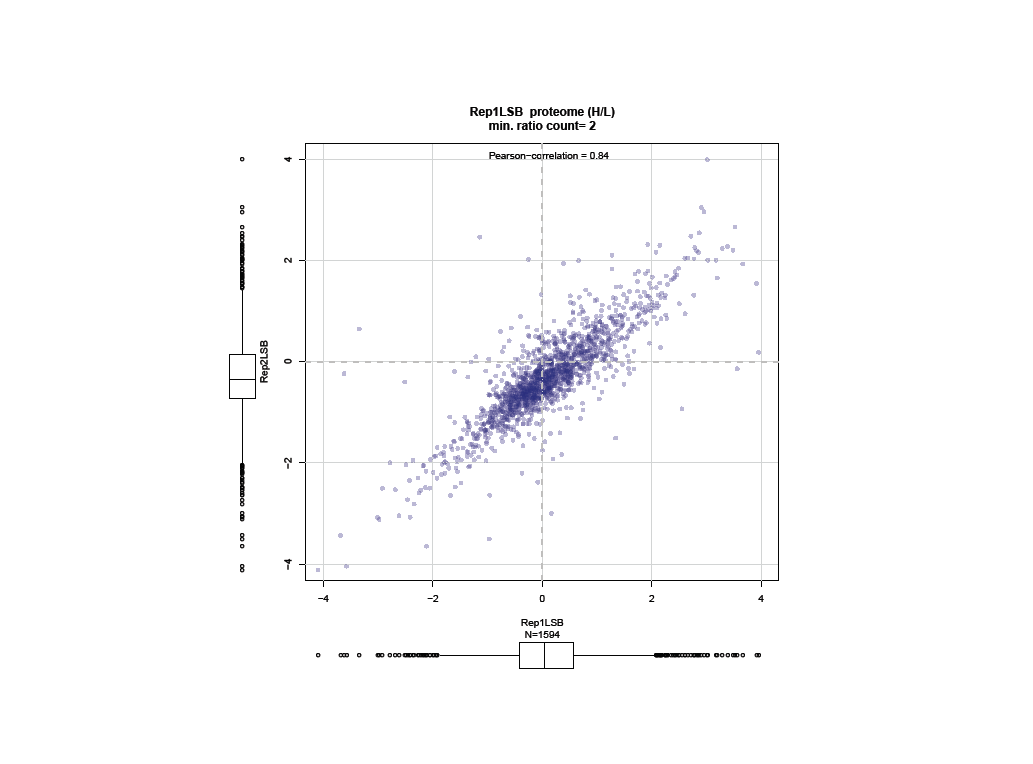 Rep1LSB  proteome (H/L)
min. ratio count= 2
Pearson−correlation = 0.84
4
2
0
−2
−4
Rep2LSB
−4
−2
0
2
4
Rep1LSB
N=1594